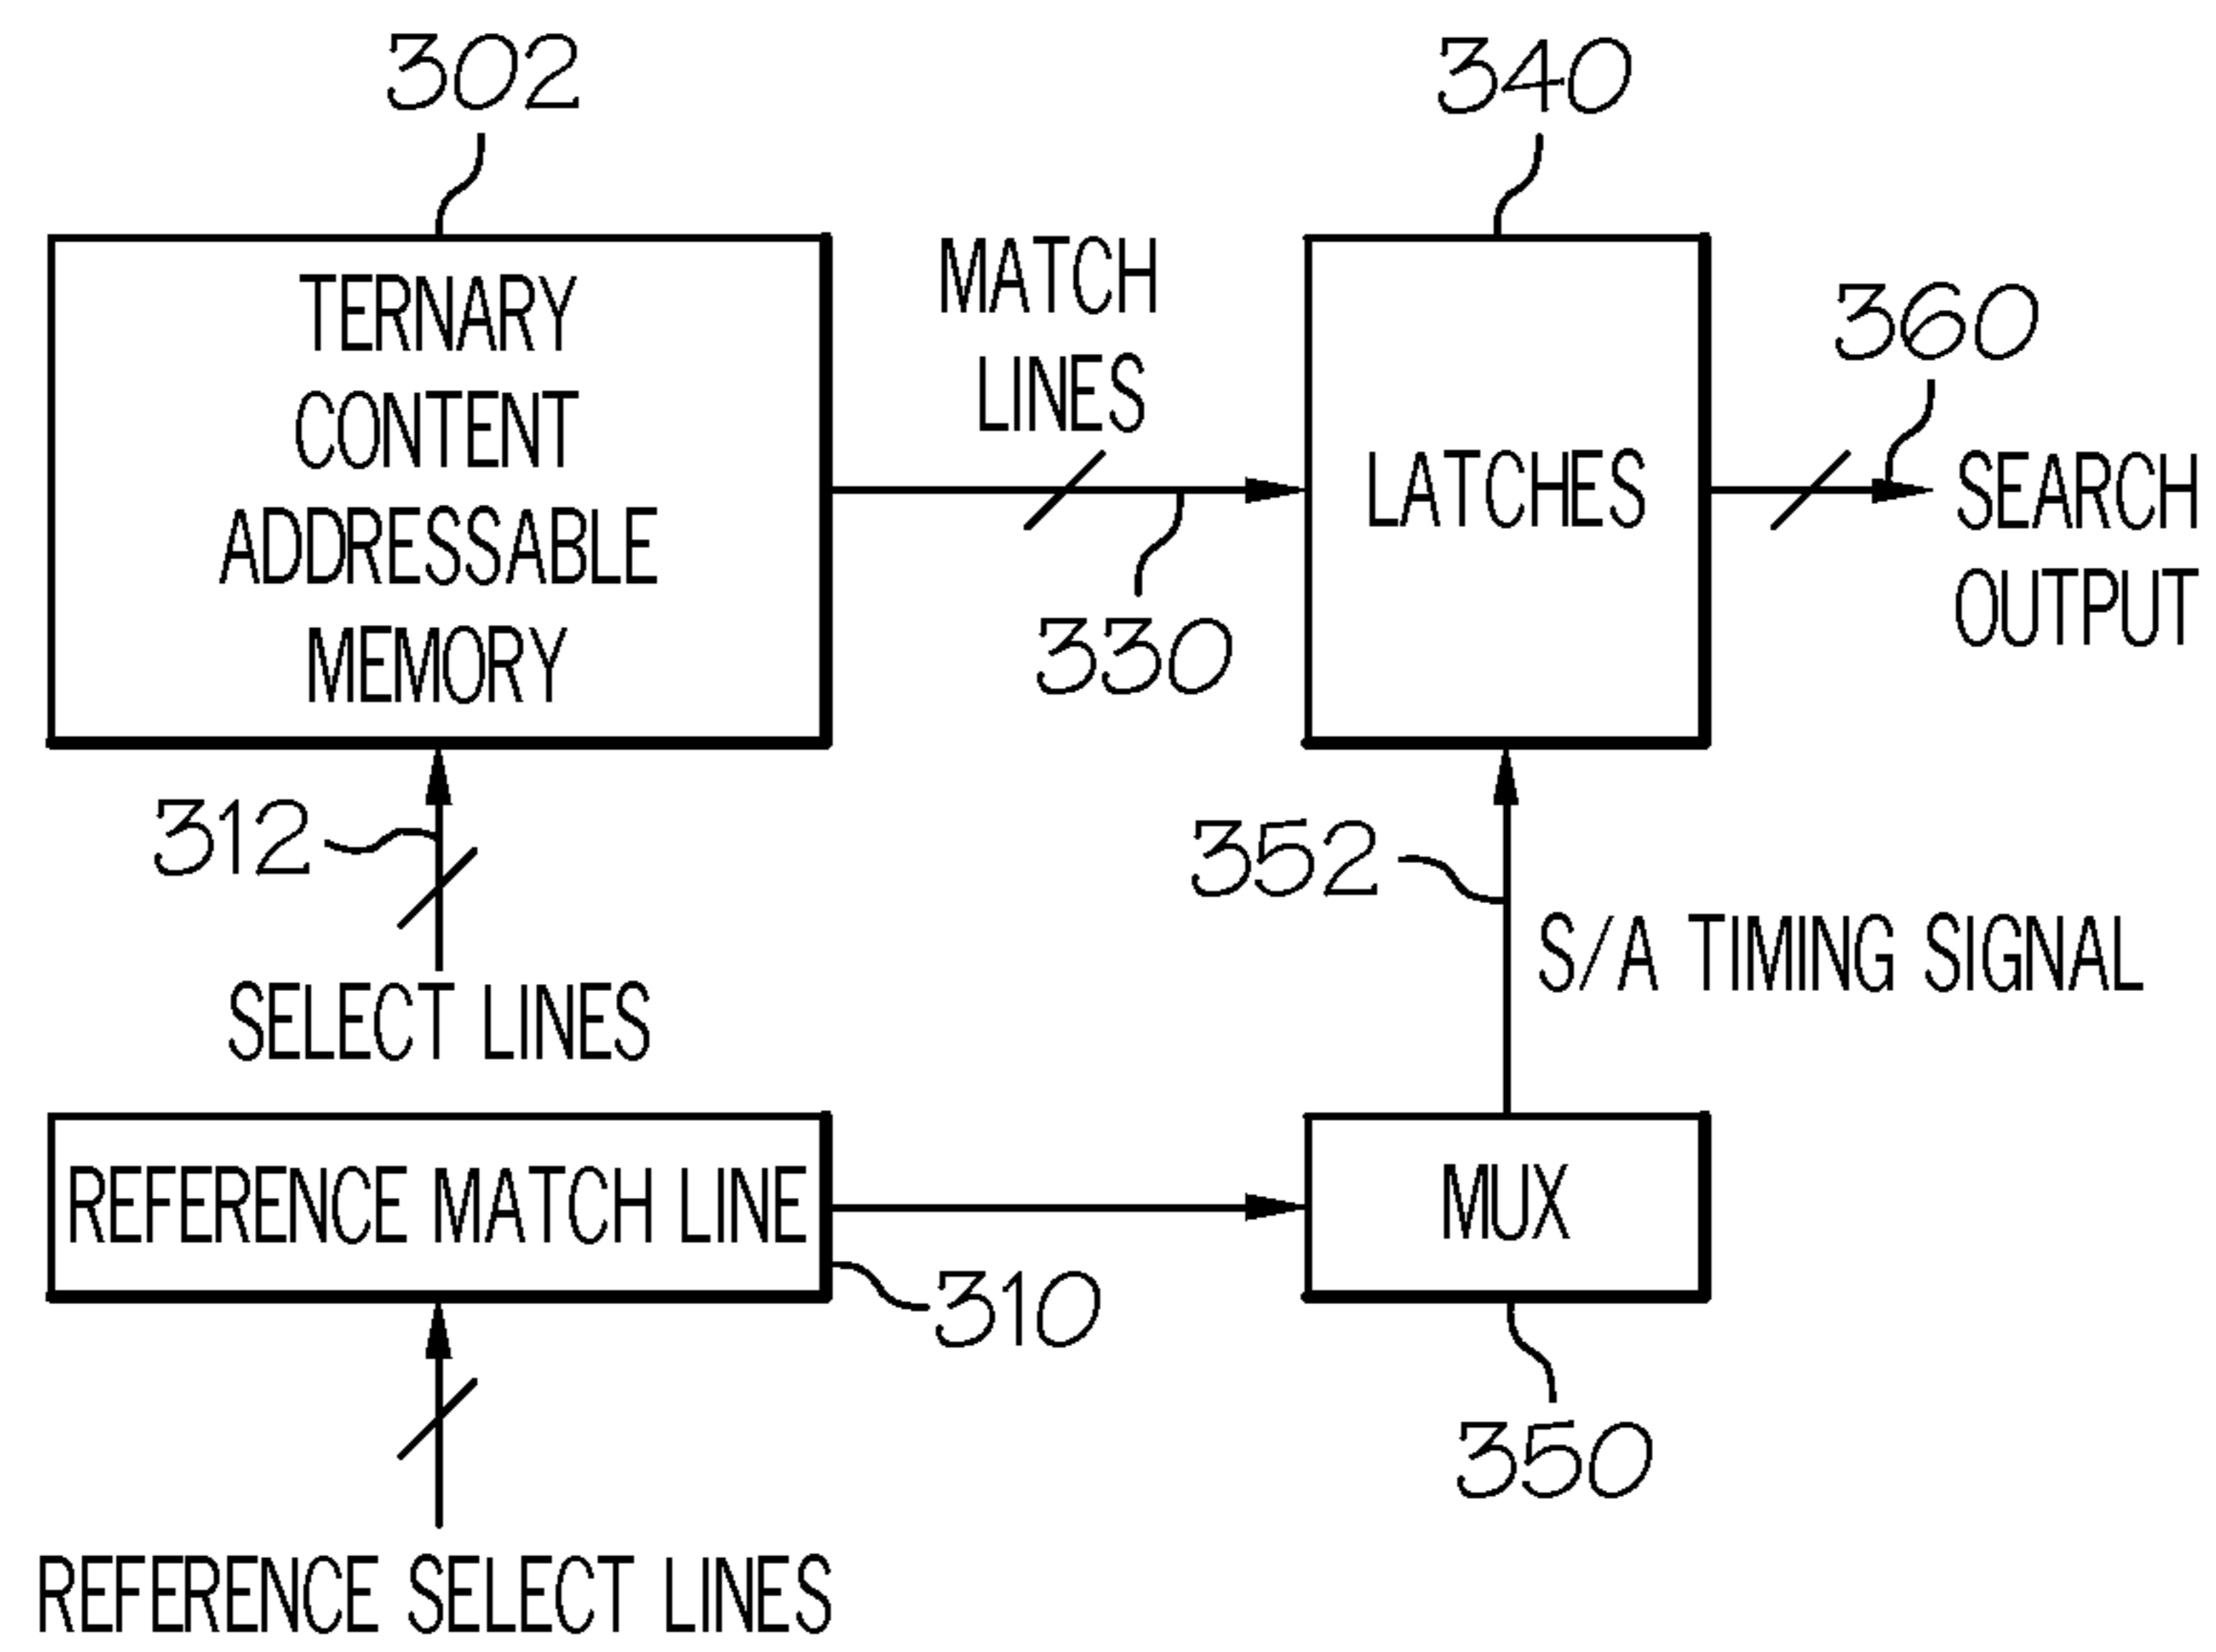 302
340
TERNARY
CONTENT
ADDRESSABLE
MEMORY
MATCH
LINES
330
LATCHES
360
SEARCH
OUTPUT
312
SELECT LINES
352
S/A TIMING SIGNAL
REFERENCE MATCH LINE
310
MUX
350
REFERENCE SELECT LINES